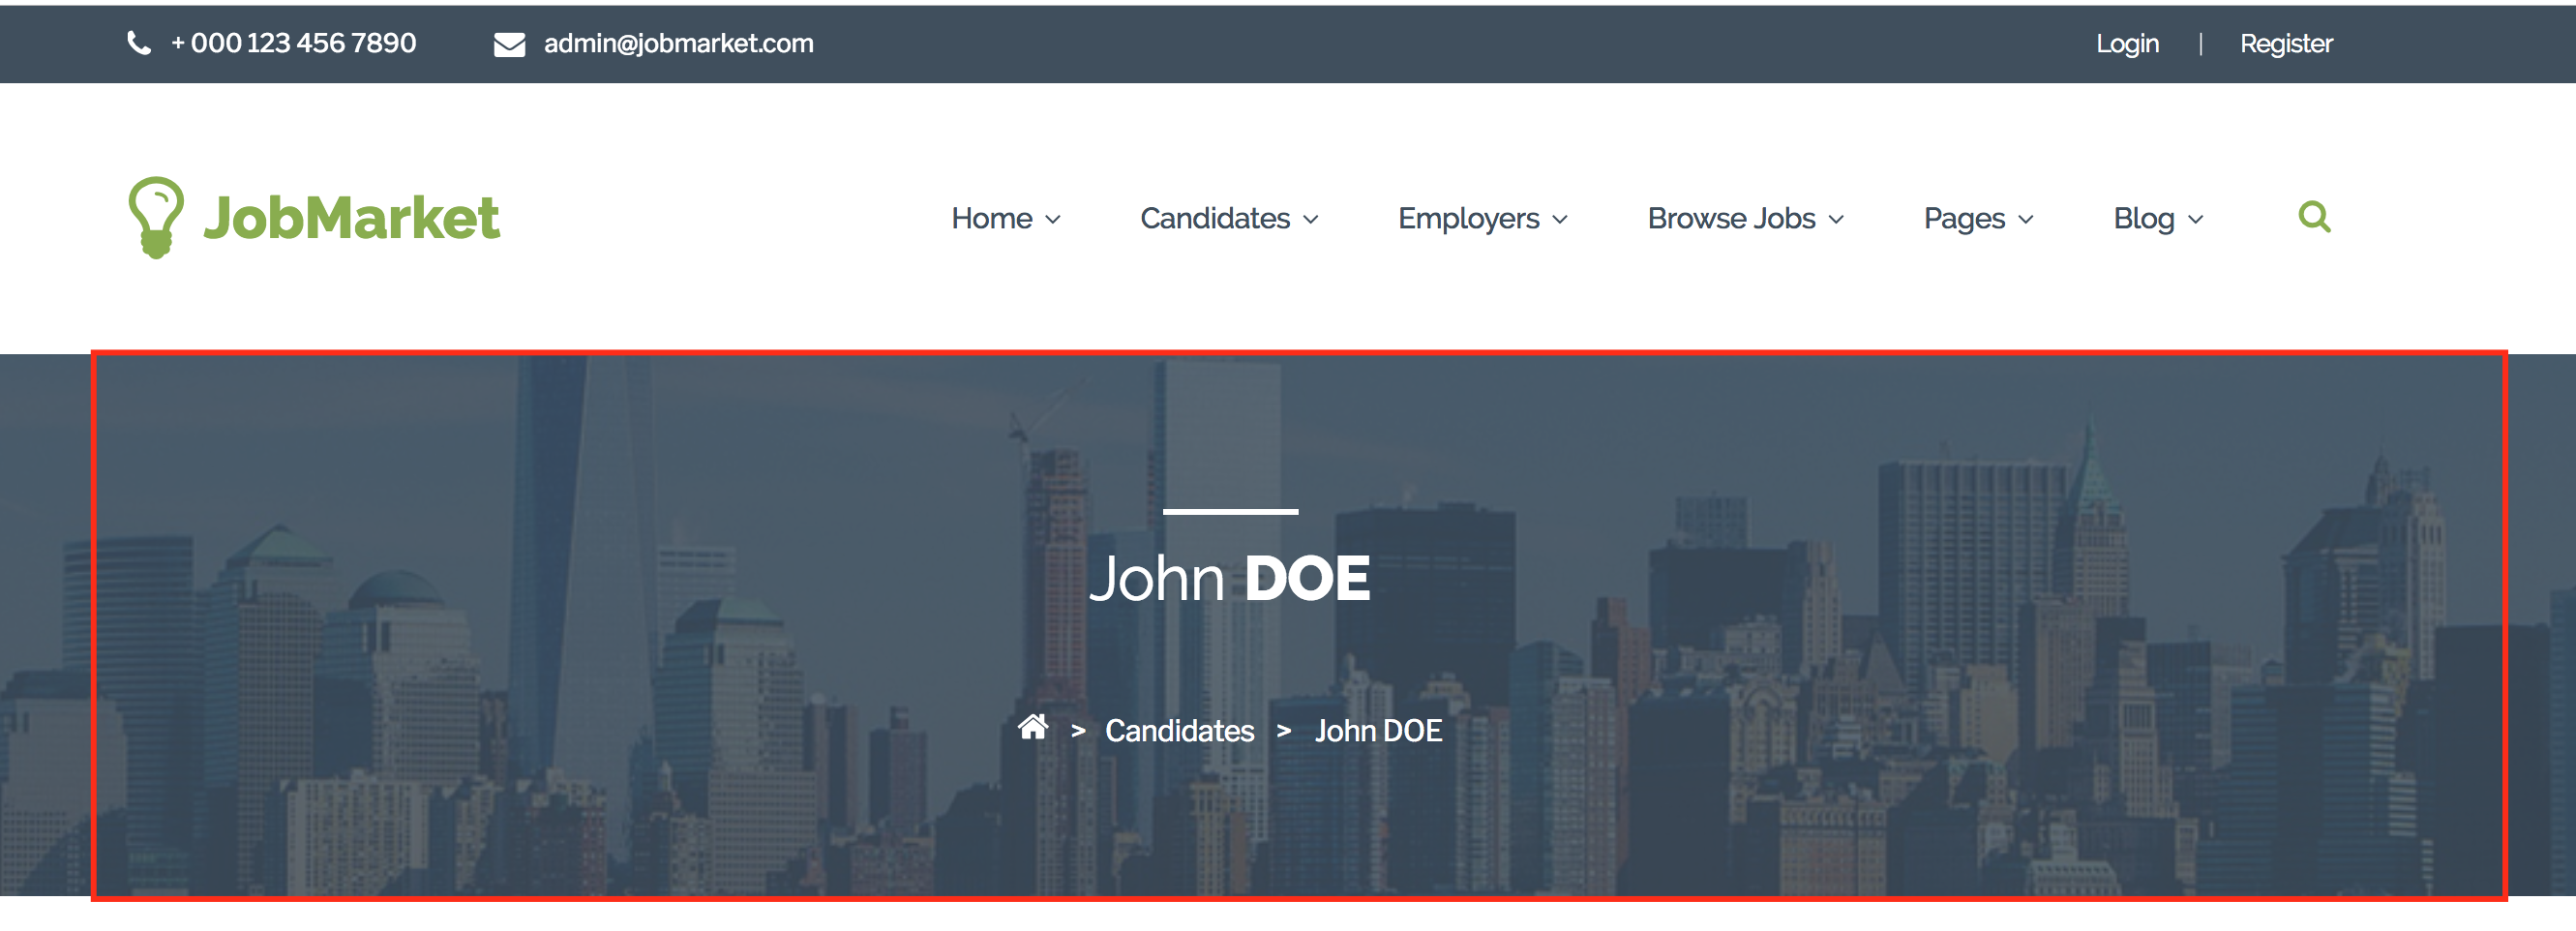 + 000 123 456 7890 admin@jobmarket.com Login | Register
JobMarket Home Candidates Employers Browse Jobs Pages Blog
John DOE
> Candidates > John DOE